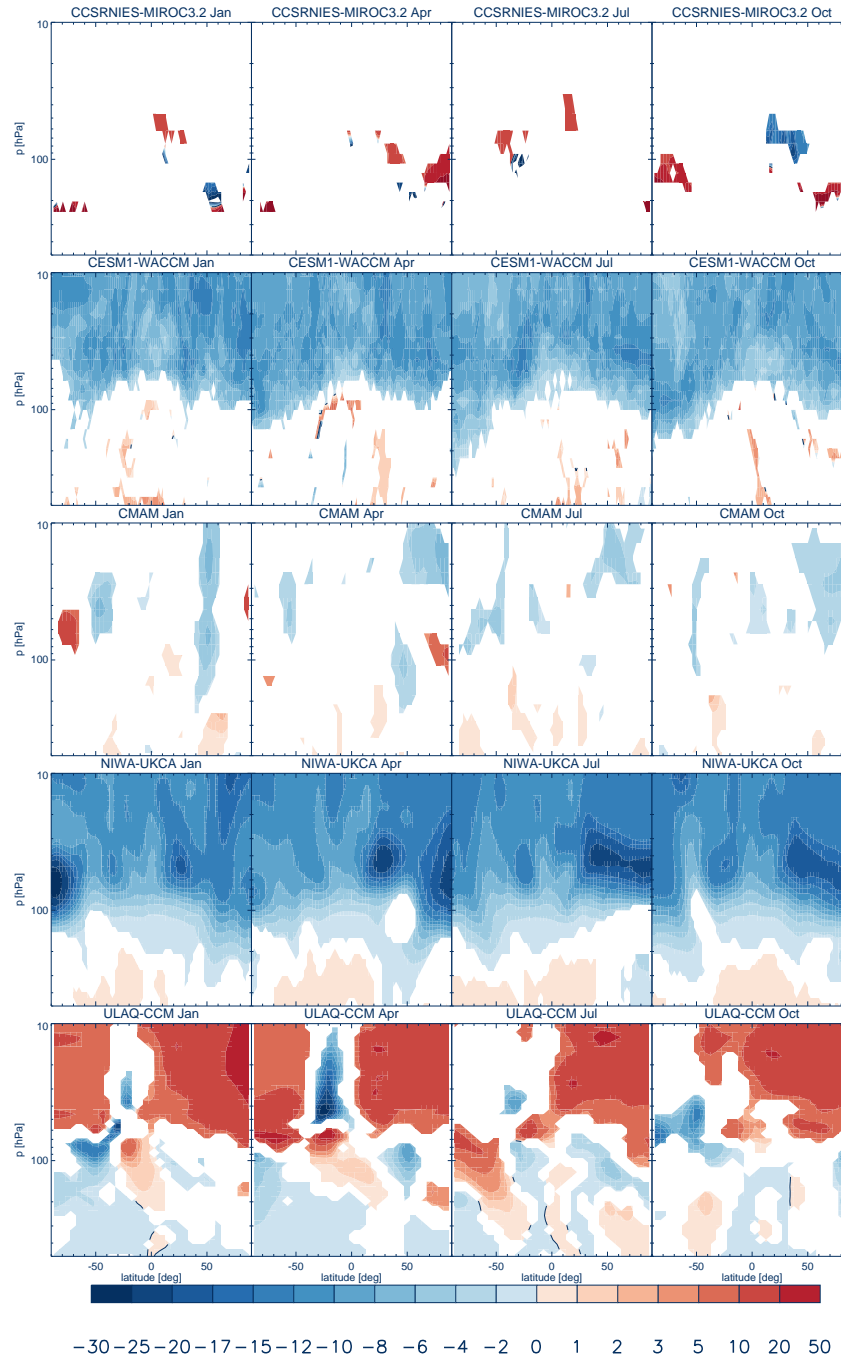 CCSRNIES-MIROC3.2 Jan CCSRNIES-MIROC3.2 Apr CCSRNIES-MIROC3.2 Jul CCSRNIES-MIROC3.2 Oct
10
p [hPa]
100
CESM1-WACCM Jan CESM1-WACCM Apr CESM1-WACCM Jul CESM1-WACCM Oct
10
p [hPa]
100
CMAM Jan CMAM Apr CMAM Jul CMAM Oct
10
p [hPa]
100
NIWA-UKCA Jan NIWA-UKCA Apr NIWA-UKCA Jul NIWA-UKCA Oct
10
p [hPa]
100
ULAQ-CCM Jan ULAQ-CCM Apr ULAQ-CCM Jul ULAQ-CCM Oct
10
p [hPa]
100
-50 0 50 -50 0 50 -50 0 50 -50 0 50
latitude [deg] latitude [deg] latitude [deg] latitude [deg]
−30 −25 −20 −17 −15 −12 −10 −8 −6 −4 −2 0 1 2 3 5 10 20 50